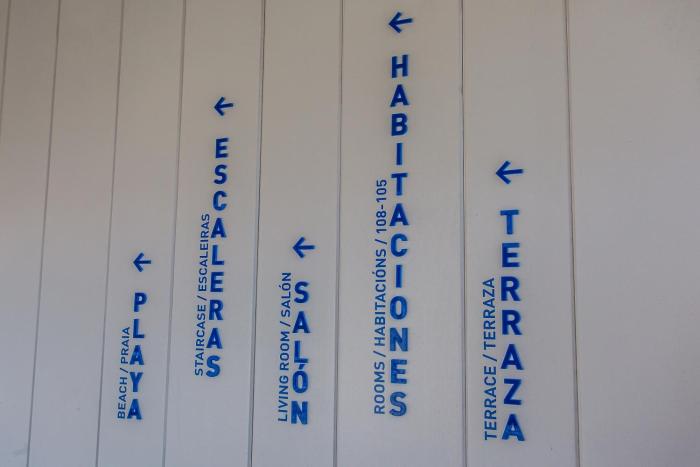 ← PLAYA
BEACH / PRAIA
← ESCALERAS
STAIRCASE / ESCALEIRAS
← SALÓN
LIVING ROOM / SALÓN
← HABITACIONES
ROOMS / HABITACIÓNS / 108-105
← TERRAZA
TERRACE / TERRAZA